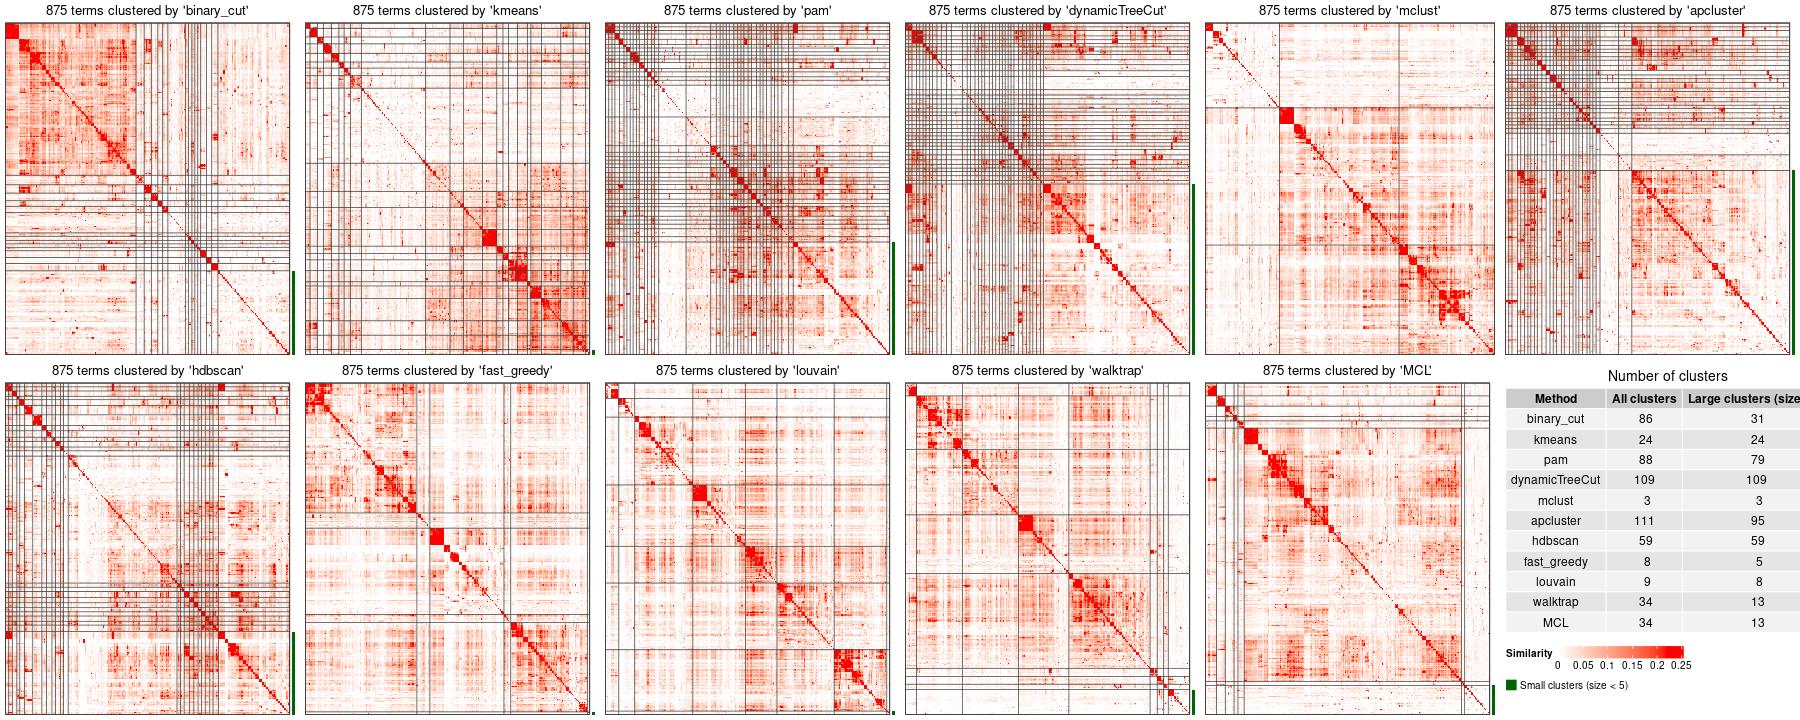 875 terms clustered by 'binary_cut'
875 terms clustered by 'kmeans'
875 terms clustered by 'pam'
875 terms clustered by 'dynamicTreeCut'
875 terms clustered by 'mclust'
875 terms clustered by 'apcluster'
875 terms clustered by 'hdbscan'
875 terms clustered by 'fast_greedy'
875 terms clustered by 'louvain'
875 terms clustered by 'walktrap'
875 terms clustered by 'MCL'
Number of clusters
Method All clusters Large clusters (size
binary_cut 86 31
kmeans 24 24
pam 88 79
dynamicTreeCut 109 109
mclust 3 3
apcluster 111 95
hdbscan 59 59
fast_greedy 8 5
louvain 9 8
walktrap 34 13
MCL 34 13
Similarity
0 0.05 0.1 0.15 0.2 0.25
Small clusters (size < 5)